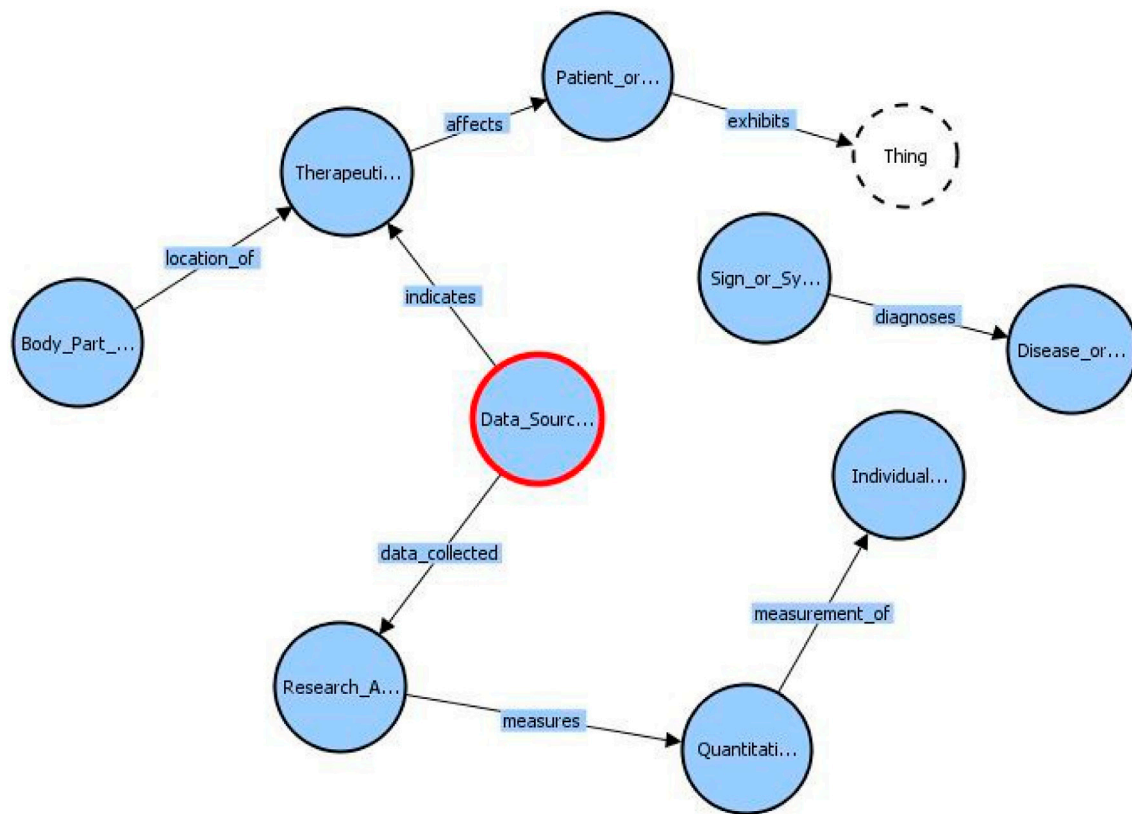 Patient_or...
affects
exhibits
Thing
Therapeuti...
location_of
Sign_or_Sy...
indicates
diagnoses
Body_Part_...
Disease_or...
Data_Sourc...
Individual...
data_collected
measurement_of
Research_A...
measures
Quantitati...